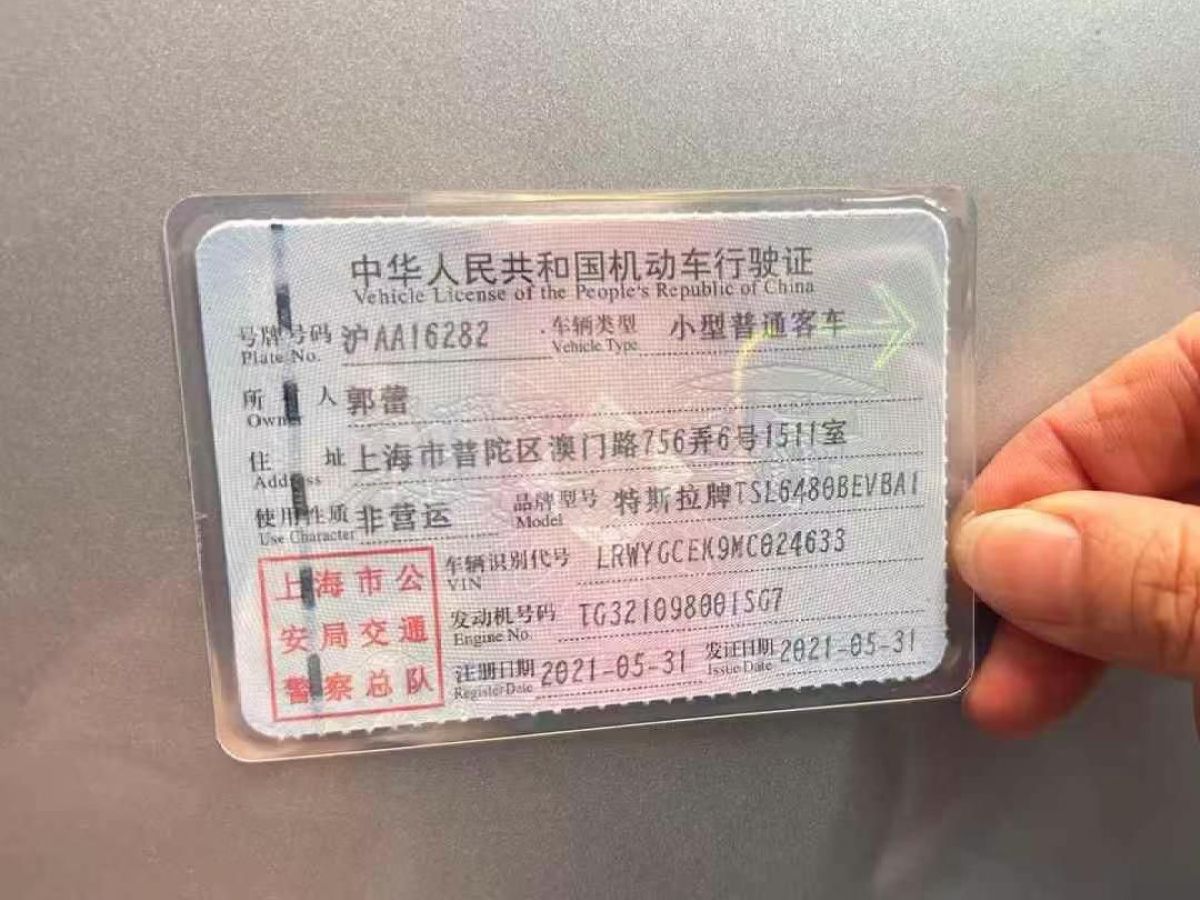 中华人民共和国机动车行驶证
Vehicle License of the People's Republic of China
号牌号码 沪AA16282 车辆类型 小型普通客车
Plate No. Vehicle Type
所 人 郭蕾
Owner
住 址 上海市普陀区澳门路756弄6号1511室
Address
使用性质 非营运 品牌型号 特斯拉牌TSL6480BEVBA1
Use Character Model
车辆识别代号 LRWYGCEK9MC024633
VIN
发动机号码 TG321098001SG7
Engine No.
注册日期 2021-05-31 发证日期 2021-05-31
Register Date Issue Date
上海市公
安局交通
警察总队